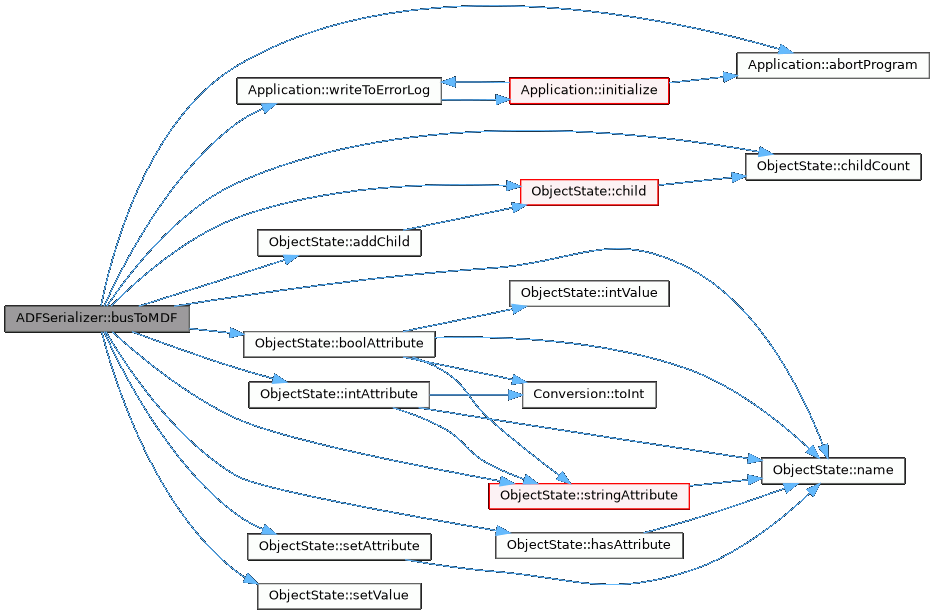 Application::abortProgram
Application::writeToErrorLog
Application::initialize
ObjectState::childCount
ObjectState::child
ObjectState::addChild
ObjectState::intValue
ADFSerializer::busToMDF
ObjectState::boolAttribute
ObjectState::intAttribute
Conversion::toInt
ObjectState::name
ObjectState::stringAttribute
ObjectState::setAttribute
ObjectState::hasAttribute
ObjectState::setValue